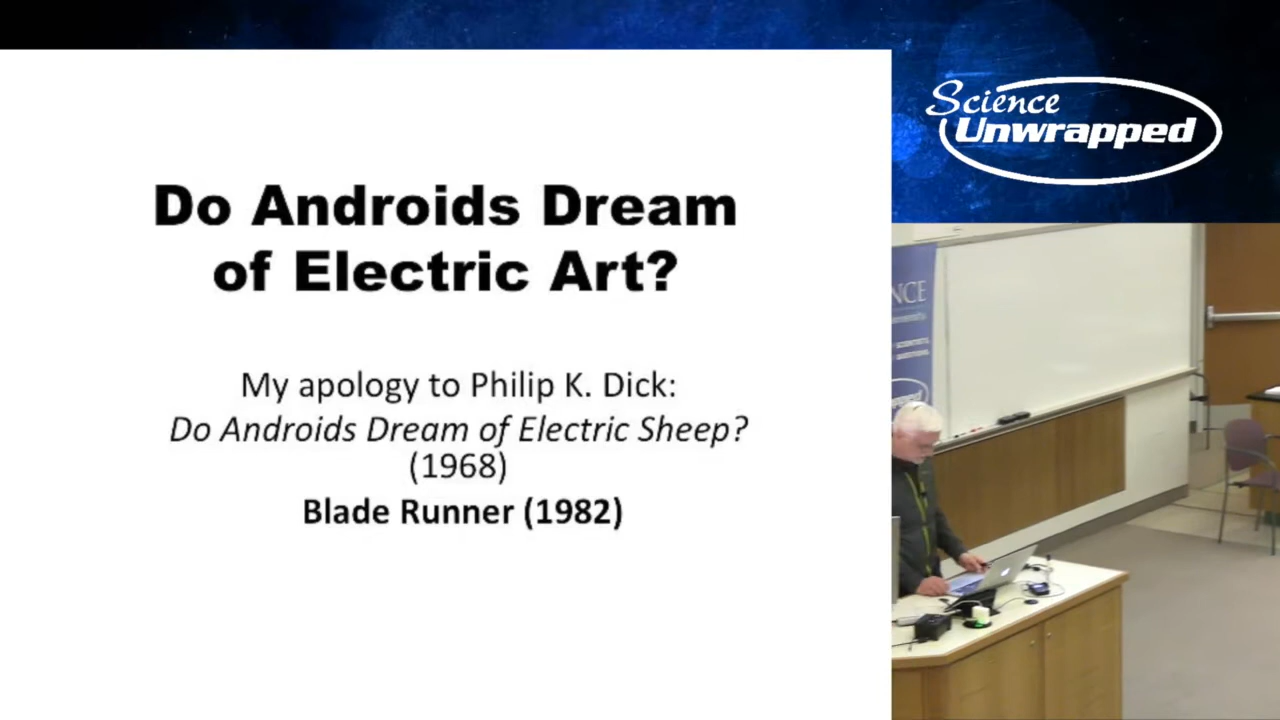 Do Androids Dream
of Electric Art?
My apology to Philip K. Dick:
Do Androids Dream of Electric Sheep?
(1968)
Blade Runner (1982)
Science
Unwrapped
NCE